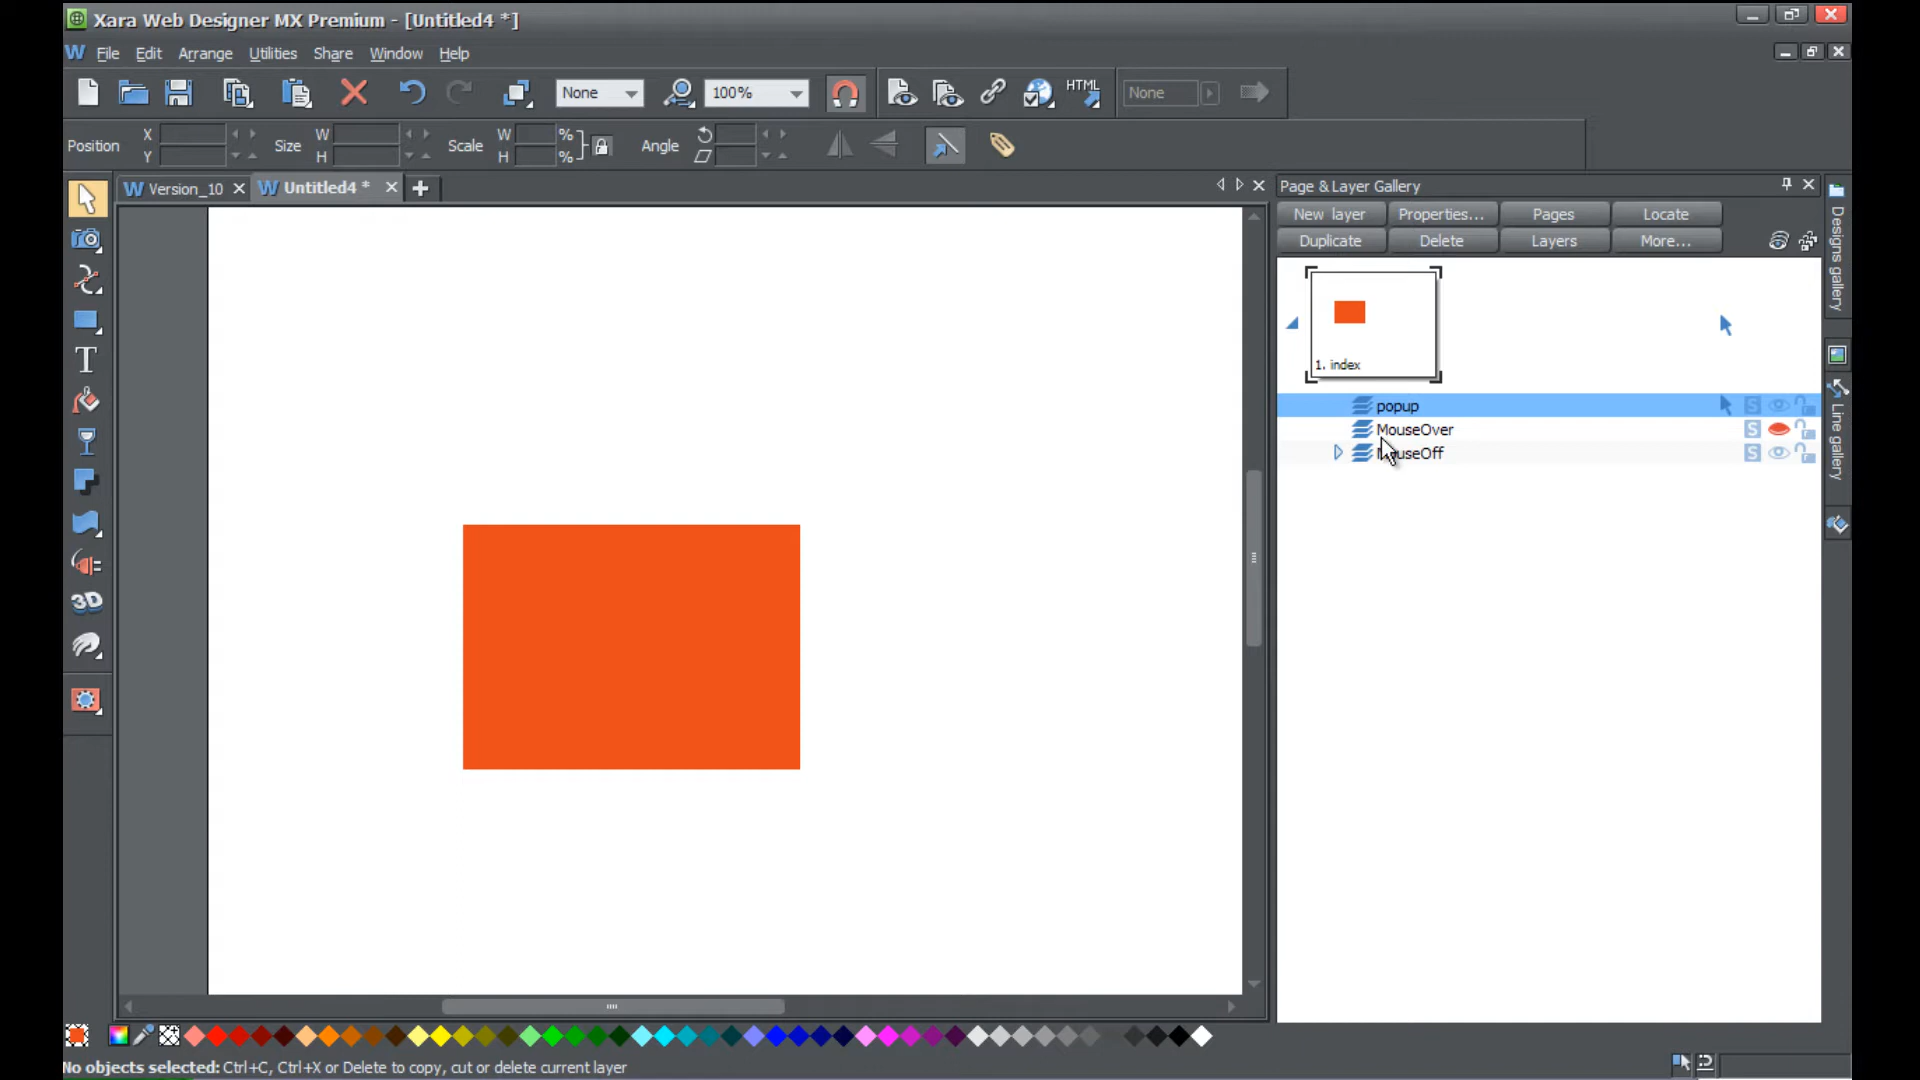 Xara Web Designer MX Premium - [Untitled4 *]
W File Edit Arrange Utilities Share Window Help
None 100% HTML None
Position X Y Size W H Scale W H % % Angle
W Version_10 W Untitled4 *
Page & Layer Gallery
New layer Properties... Pages Locate
Duplicate Delete Layers More...
1. index
popup S
MouseOver S
MouseOff S
T
3D
Designs gallery
Line gallery
No objects selected: Ctrl+C, Ctrl+X or Delete to copy, cut or delete current layer